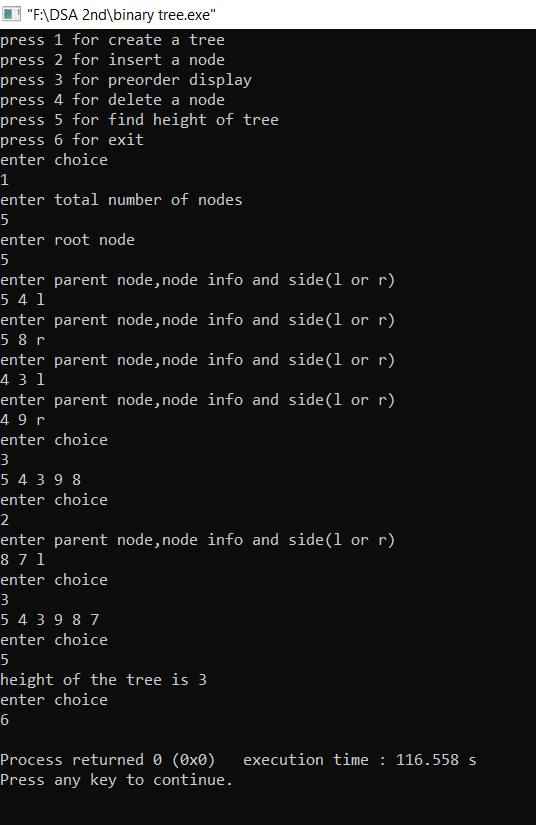 "F:\DSA 2nd\binary tree.exe"
press 1 for create a tree
press 2 for insert a node
press 3 for preorder display
press 4 for delete a node
press 5 for find height of tree
press 6 for exit
enter choice
1
enter total number of nodes
5
enter root node
5
enter parent node,node info and side(l or r)
5 4 l
enter parent node,node info and side(l or r)
5 8 r
enter parent node,node info and side(l or r)
4 3 l
enter parent node,node info and side(l or r)
4 9 r
enter choice
3
5 4 3 9 8
enter choice
2
enter parent node,node info and side(l or r)
8 7 l
enter choice
3
5 4 3 9 8 7
enter choice
5
height of the tree is 3
enter choice
6
Process returned 0 (0x0)   execution time : 116.558 s
Press any key to continue.